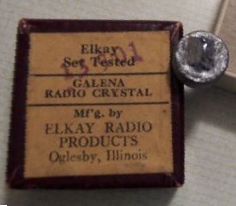 Elkay
Set Tested
GALENA
RADIO CRYSTAL
Mf'g. by
ELKAY RADIO
PRODUCTS
Oglesby, Illinois